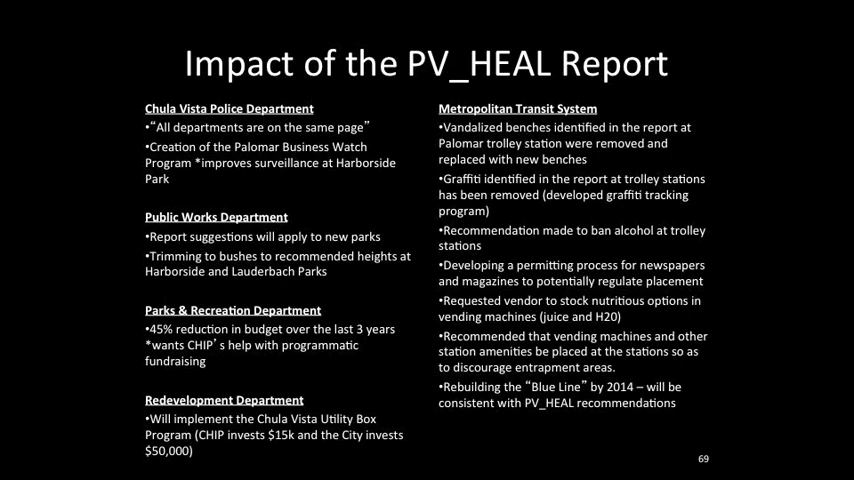 Impact of the PV_HEAL Report
Chula Vista Police Department
•“All departments are on the same page”
•Creation of the Palomar Business Watch
Program *improves surveillance at Harborside
Park
Public Works Department
•Report suggestions will apply to new parks
•Trimming to bushes to recommended heights at
Harborside and Lauderbach Parks
Parks & Recreation Department
•45% reduction in budget over the last 3 years
*wants CHIP’s help with programmatic
fundraising
Redevelopment Department
•Will implement the Chula Vista Utility Box
Program (CHIP invests $15k and the City invests
$50,000)
Metropolitan Transit System
•Vandalized benches identified in the report at
Palomar trolley station were removed and
replaced with new benches
•Graffiti identified in the report at trolley stations
has been removed (developed graffiti tracking
program)
•Recommendation made to ban alcohol at trolley
stations
•Developing a permitting process for newspapers
and magazines to potentially regulate placement
•Requested vendor to stock nutritious options in
vending machines (juice and H20)
•Recommended that vending machines and other
station amenities be placed at the stations so as
to discourage entrapment areas.
•Rebuilding the “Blue Line” by 2014 – will be
consistent with PV_HEAL recommendations
69